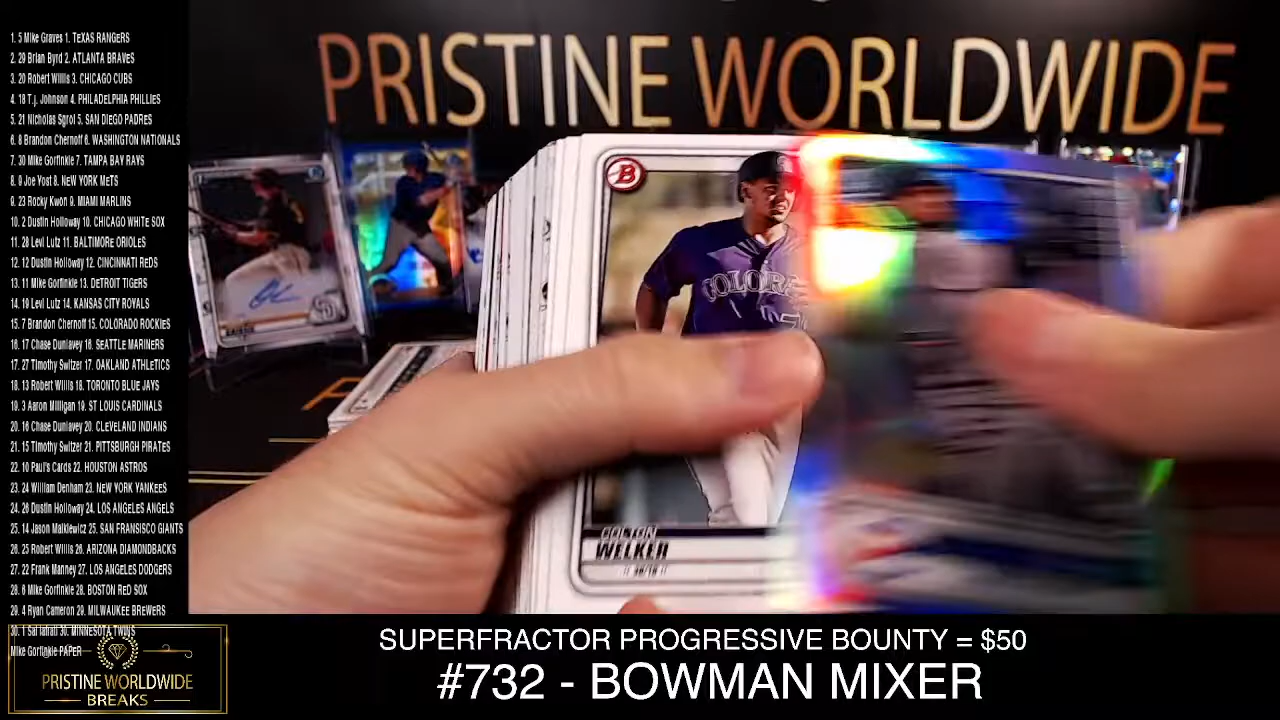 1. 5 Mike Graves 1. TEXAS RANGERS
2. 29 Brian Byrd 2. ATLANTA BRAVES
3. 20 Robert Willis 3. CHICAGO CUBS
4. 18 T.j. Johnson 4. PHILADELPHIA PHILLIES
5. 21 Nicholas Sgroi 5. SAN DIEGO PADRES
6. 8 Brandon Chernoff 6. WASHINGTON NATIONALS
7. 30 Mike Gorfinkle 7. TAMPA BAY RAYS
8. 9 Joe Yost 8. NEW YORK METS
9. 23 Rocky Kwon 9. MIAMI MARLINS
10. 2 Dustin Holloway 10. CHICAGO WHITE SOX
11. 28 Levi Lutz 11. BALTIMORE ORIOLES
12. 12 Dustin Holloway 12. CINCINNATI REDS
13. 11 Mike Gorfinkle 13. DETROIT TIGERS
14. 19 Levi Lutz 14. KANSAS CITY ROYALS
15. 7 Brandon Chernoff 15. COLORADO ROCKIES
16. 17 Chase Dunlavey 16. SEATTLE MARINERS
17. 27 Timothy Switzer 17. OAKLAND ATHLETICS
18. 13 Robert Willis 18. TORONTO BLUE JAYS
19. 3 Aaron Milligan 19. ST LOUIS CARDINALS
20. 16 Chase Dunlavey 20. CLEVELAND INDIANS
21. 15 Timothy Switzer 21. PITTSBURGH PIRATES
22. 10 Paul's Cards 22. HOUSTON ASTROS
23. 24 William Denham 23. NEW YORK YANKEES
24. 26 Dustin Holloway 24. LOS ANGELES ANGELS
25. 14 Jason Malkiewicz 25. SAN FRANSISCO GIANTS
26. 25 Robert Willis 26. ARIZONA DIAMONDBACKS
27. 22 Frank Manney 27. LOS ANGELES DODGERS
28. 6 Mike Gorfinkle 28. BOSTON RED SOX
29. 4 Ryan Cameron 29. MILWAUKEE BREWERS
30. 1 Sal 30. MINNESOTA TWINS
Mike Gorfinkle PAPER
PRISTINE WORLDWIDE
BREAKS
PRISTINE WORLDWIDE
B
COLORA
COLTON
WELKER
SUPERFRACTOR PROGRESSIVE BOUNTY = $50
#732 - BOWMAN MIXER